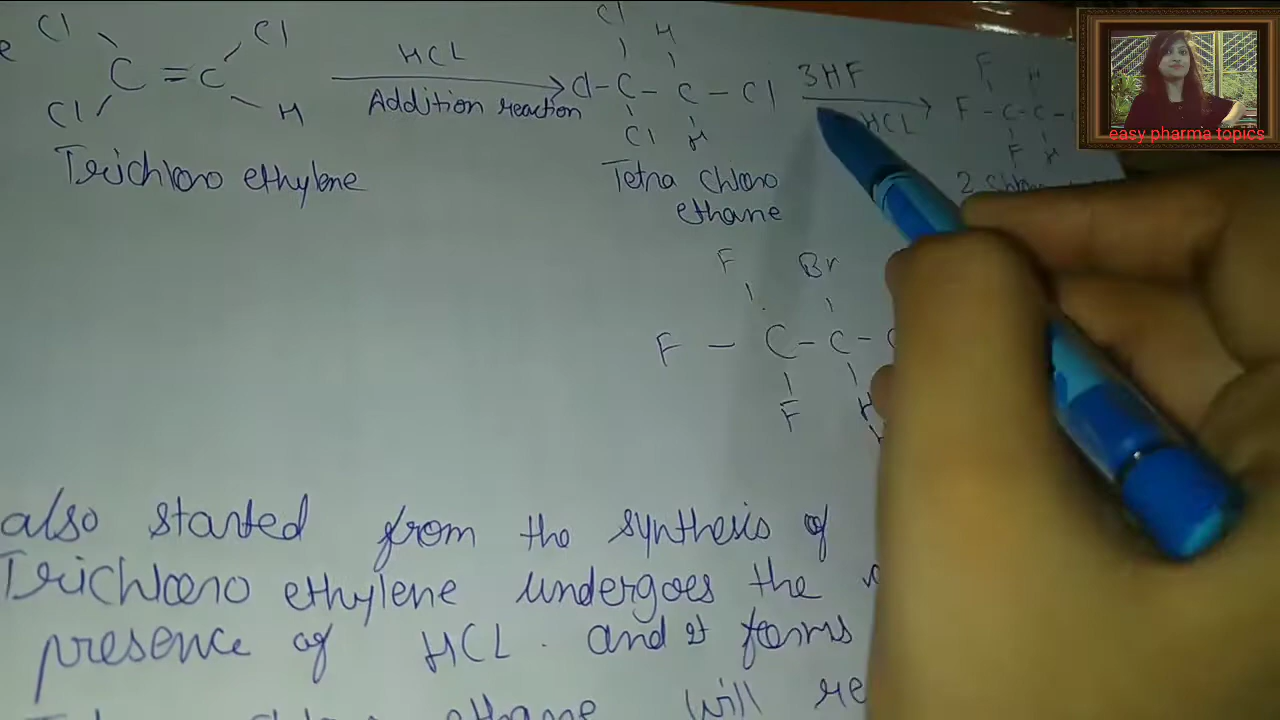 Cl Cl HCL Cl H 3HF F H
C = C Addition reaction Cl - C - C - Cl HCL F - C - C -
Cl H Cl H F H
Trichloro ethylene Tetra chloro
ethane
easy pharma topics
F Br
F - C - C -
F H
also started from the synthesis of
Trichloro ethylene undergoes the
presence of HCL . and it forms
ethane will